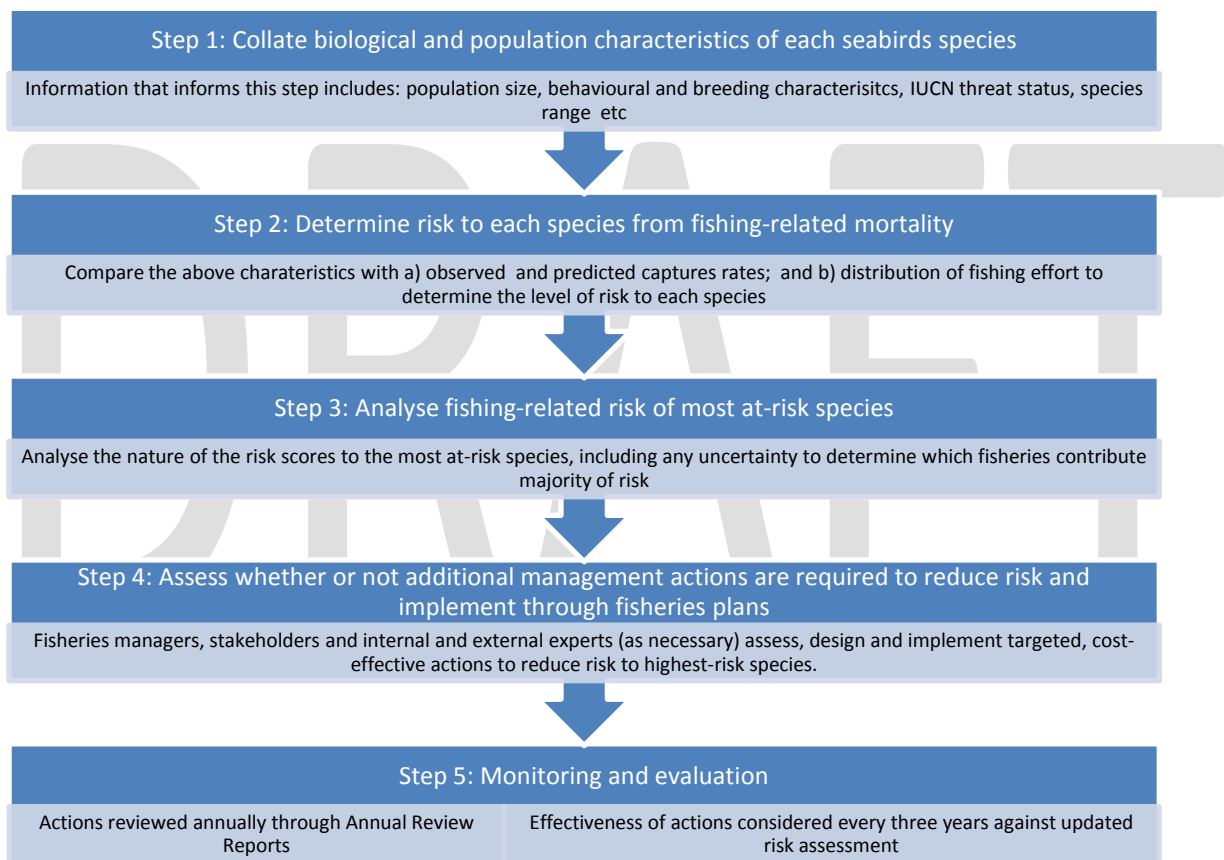 Step 1: Collate biological and population characteristics of each seabirds species
Information that informs this step includes: population size, behavioural and breeding characterisitcs, IUCN threat status, species
range etc
DRAFT
Step 2: Determine risk to each species from fishing-related mortality
Compare the above charateristics with a) observed and predicted captures rates; and b) distribution of fishing effort to
determine the level of risk to each species
Step 3: Analyse fishing-related risk of most at-risk species
Analyse the nature of the risk scores to the most at-risk species, including any uncertainty to determine which fisheries contribute
majority of risk
Step 4: Assess whether or not additional management actions are required to reduce risk and
implement through fisheries plans
Fisheries managers, stakeholders and internal and external experts (as necessary) assess, design and implement targeted, cost-
effective actions to reduce risk to highest-risk species.
Step 5: Monitoring and evaluation
Actions reviewed annually through Annual Review
Reports
Effectiveness of actions considered every three years against updated
risk assessment